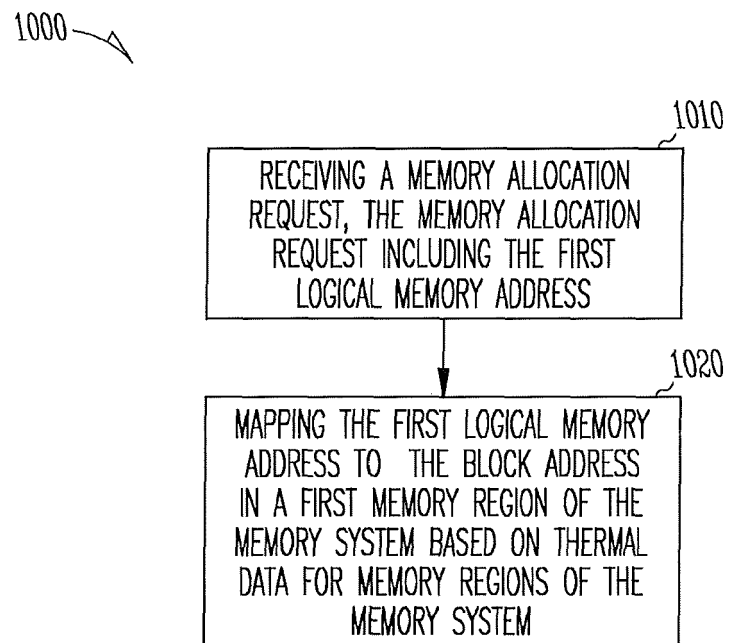 1000
1010
RECEIVING A MEMORY ALLOCATION
REQUEST, THE MEMORY ALLOCATION
REQUEST INCLUDING THE FIRST
LOGICAL MEMORY ADDRESS
1020
MAPPING THE FIRST LOGICAL MEMORY
ADDRESS TO THE BLOCK ADDRESS
IN A FIRST MEMORY REGION OF THE
MEMORY SYSTEM BASED ON THERMAL
DATA FOR MEMORY REGIONS OF THE
MEMORY SYSTEM